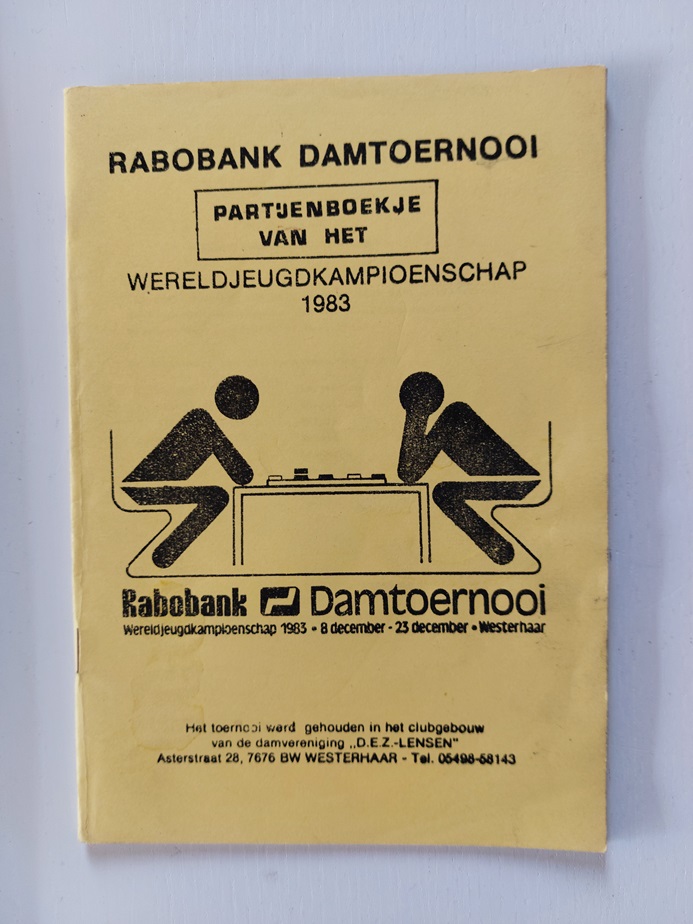 RABOBANK DAMTOERNOOI
PARTIJENBOEKJE
VAN HET
WERELDJEUGDKAMPIOENSCHAP
1983
Rabobank Damtoernooi
Wereldjeugdkampioenschap 1983 • 8 december - 23 december • Westerhaar
Het toernooi werd gehouden in het clubgebouw
van de damvereniging ,,D.E.Z.-LENSEN"
Asterstraat 28, 7676 BW WESTERHAAR - Tel. 05498-58143